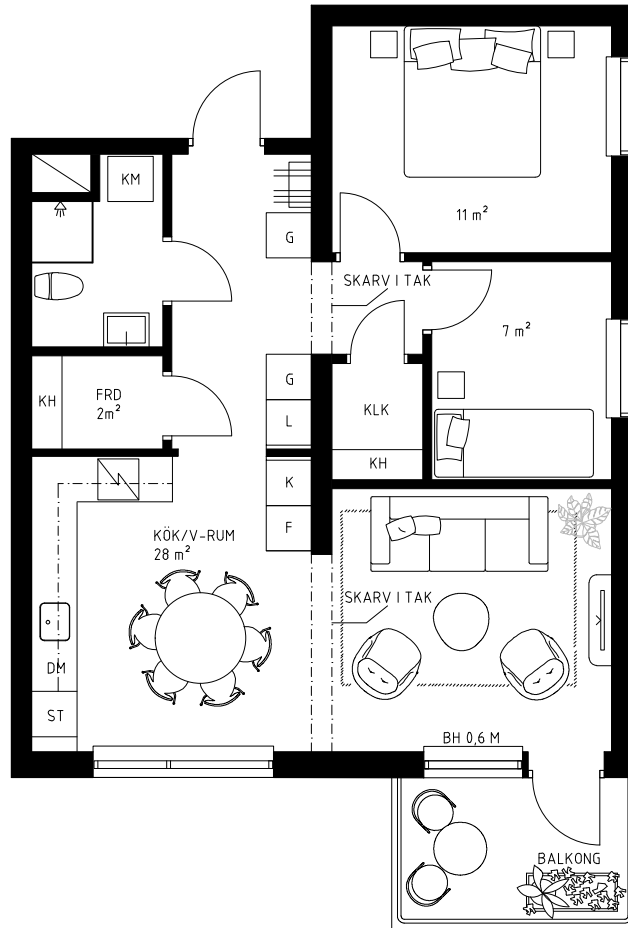 KM
11 m²
G
SKARV I TAK
7 m²
G
FRD
2m²
KH
KLK
L
KH
K
F
KÖK/V-RUM
28 m²
SKARV I TAK
DM
ST
BH 0,6 M
BALKONG